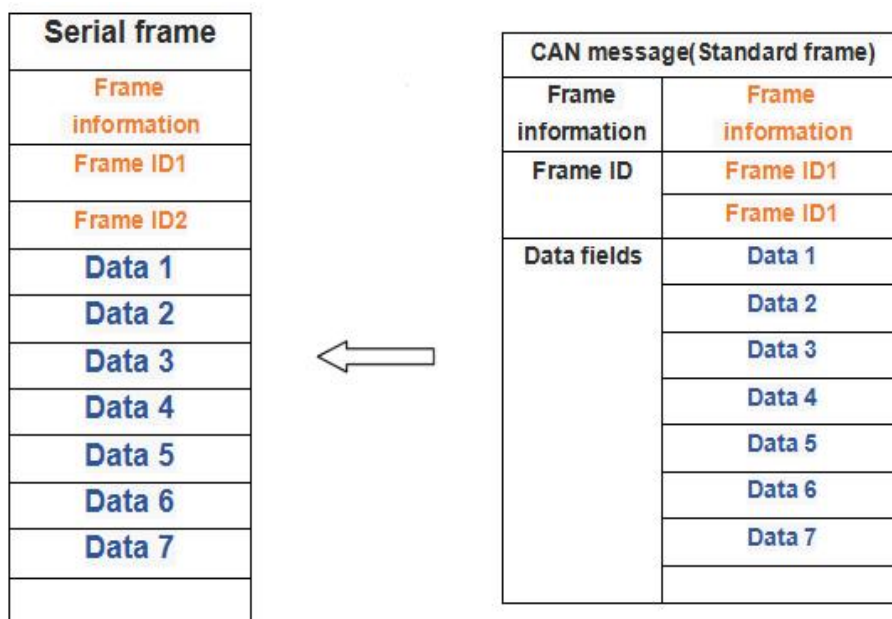 Serial frame
Frame
information
Frame ID1
Frame ID2
Data 1
Data 2
Data 3
Data 4
Data 5
Data 6
Data 7
CAN message(Standard frame)
Frame
information
Frame
information
Frame ID
Frame ID1
Frame ID1
Data fields
Data 1
Data 2
Data 3
Data 4
Data 5
Data 6
Data 7